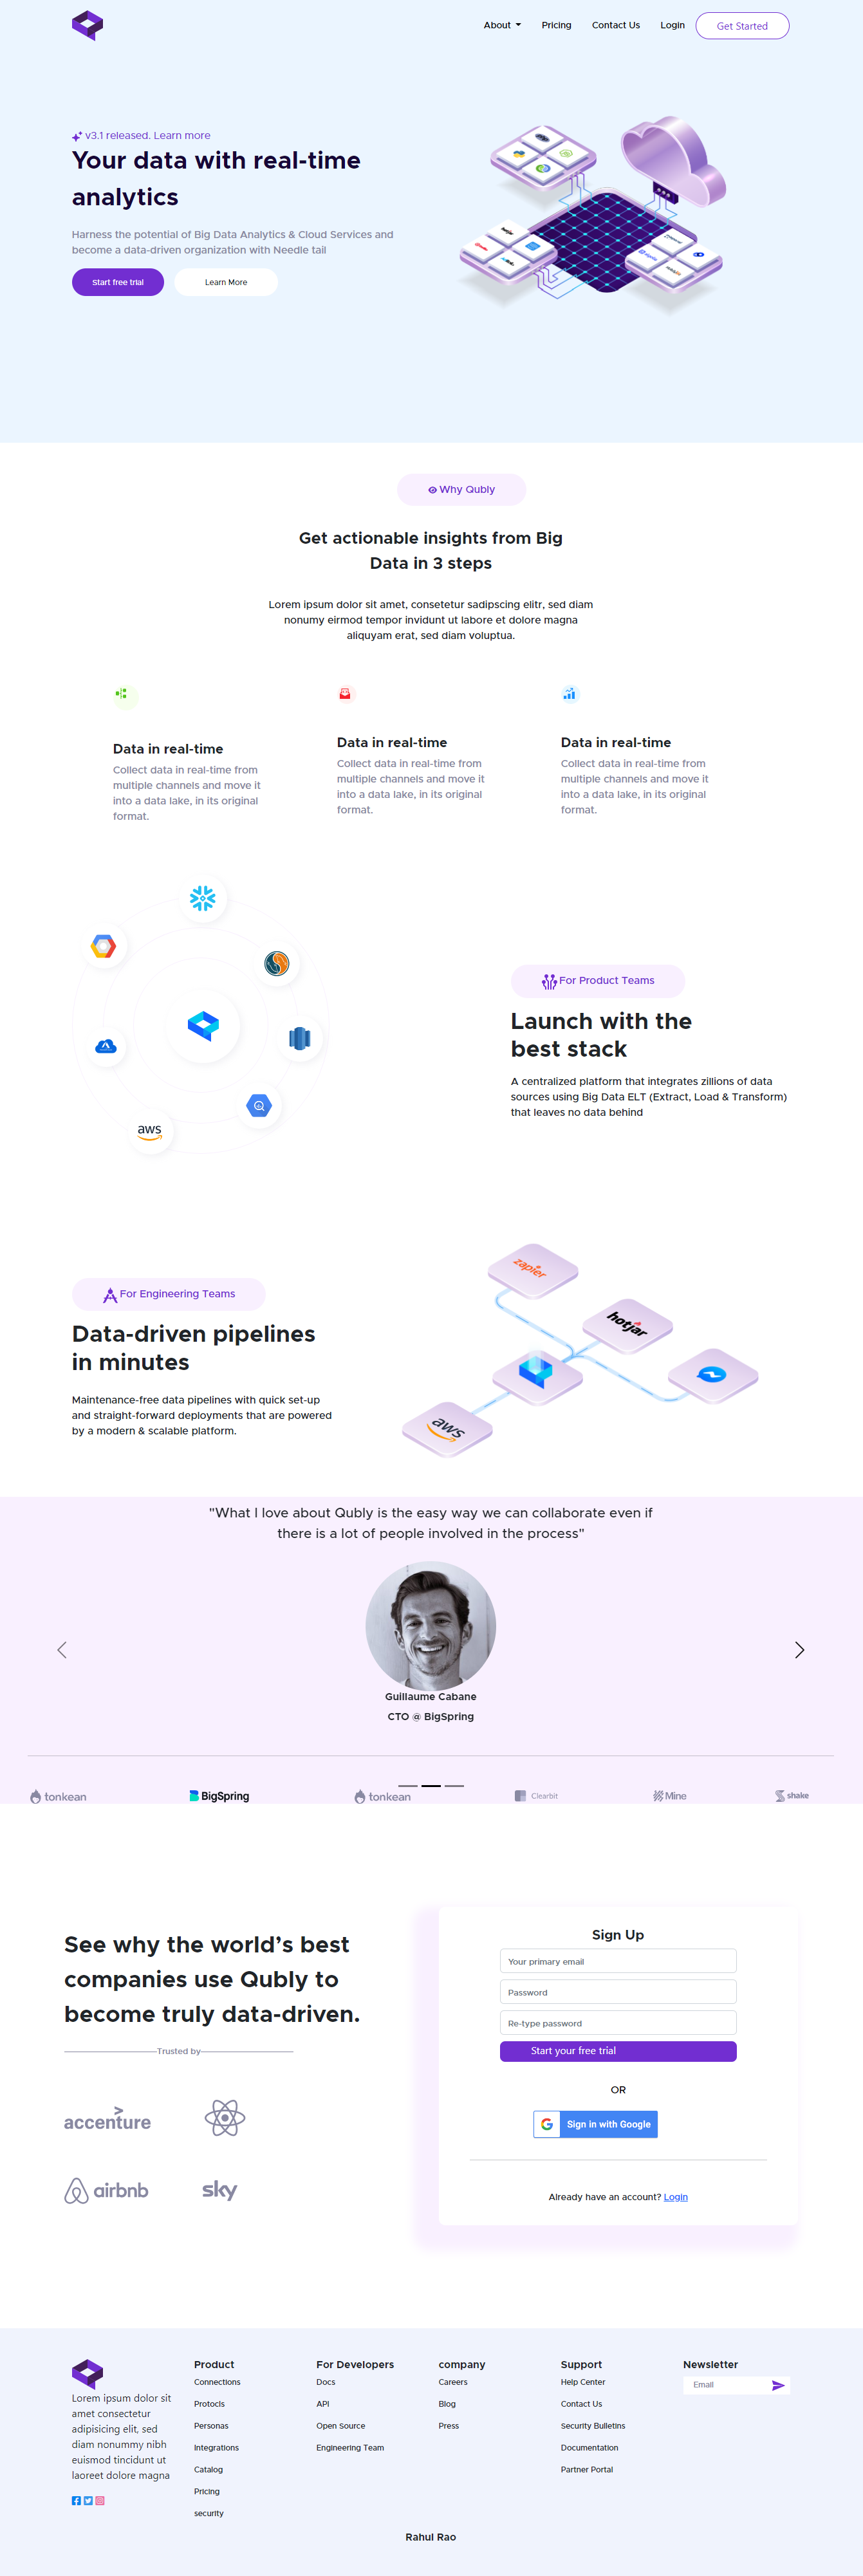 About Pricing Contact Us Login Get Started
v3.1 released. Learn more
Your data with real-time
analytics
Harness the potential of Big Data Analytics & Cloud Services and
become a data-driven organization with Needle tail
Start free trial Learn More
Why Qubly
Get actionable insights from Big
Data in 3 steps
Lorem ipsum dolor sit amet, consetetur sadipscing elitr, sed diam
nonumy eirmod tempor invidunt ut labore et dolore magna
aliquyam erat, sed diam voluptua.
Data in real-time
Collect data in real-time from
multiple channels and move it
into a data lake, in its original
format.
Data in real-time
Collect data in real-time from
multiple channels and move it
into a data lake, in its original
format.
Data in real-time
Collect data in real-time from
multiple channels and move it
into a data lake, in its original
format.
aws
For Product Teams
Launch with the
best stack
A centralized platform that integrates zillions of data
sources using Big Data ELT (Extract, Load & Transform)
that leaves no data behind
For Engineering Teams
Data-driven pipelines
in minutes
Maintenance-free data pipelines with quick set-up
and straight-forward deployments that are powered
by a modern & scalable platform.
zapier
hotjar
aws
"What I love about Qubly is the easy way we can collaborate even if
there is a lot of people involved in the process"
Guillaume Cabane
CTO @ BigSpring
tonkean BigSpring tonkean Clearbit Mine shake
See why the world’s best
companies use Qubly to
become truly data-driven.
Trusted by
accenture
airbnb sky
Sign Up
Your primary email
Password
Re-type password
Start your free trial
OR
Sign in with Google
Already have an account? Login
Lorem ipsum dolor sit
amet consectetur
adipisicing elit, sed
diam nonummy nibh
euismod tincidunt ut
laoreet dolore magna
Product
Connections
Protocls
Personas
Integrations
Catalog
Pricing
security
For Developers
Docs
API
Open Source
Engineering Team
company
Careers
Blog
Press
Support
Help Center
Contact Us
Security Bulletins
Documentation
Partner Portal
Newsletter
Email
Rahul Rao